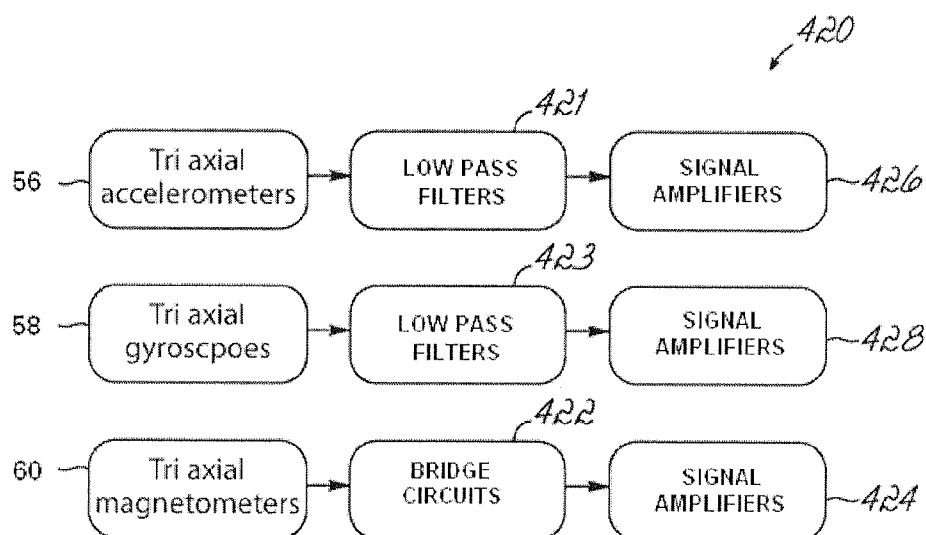 420
421
56
Tri axial
accelerometers
LOW PASS
FILTERS
SIGNAL
AMPLIFIERS
426
423
58
Tri axial
gyroscpoes
LOW PASS
FILTERS
SIGNAL
AMPLIFIERS
428
422
60
Tri axial
magnetometers
BRIDGE
CIRCUITS
SIGNAL
AMPLIFIERS
424